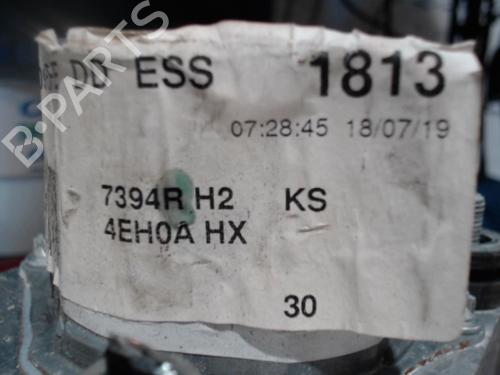 DD ESS 1813
07:28:45 18/07/19
7394R H2 KS
4EH0A HX
30
B-PARTS